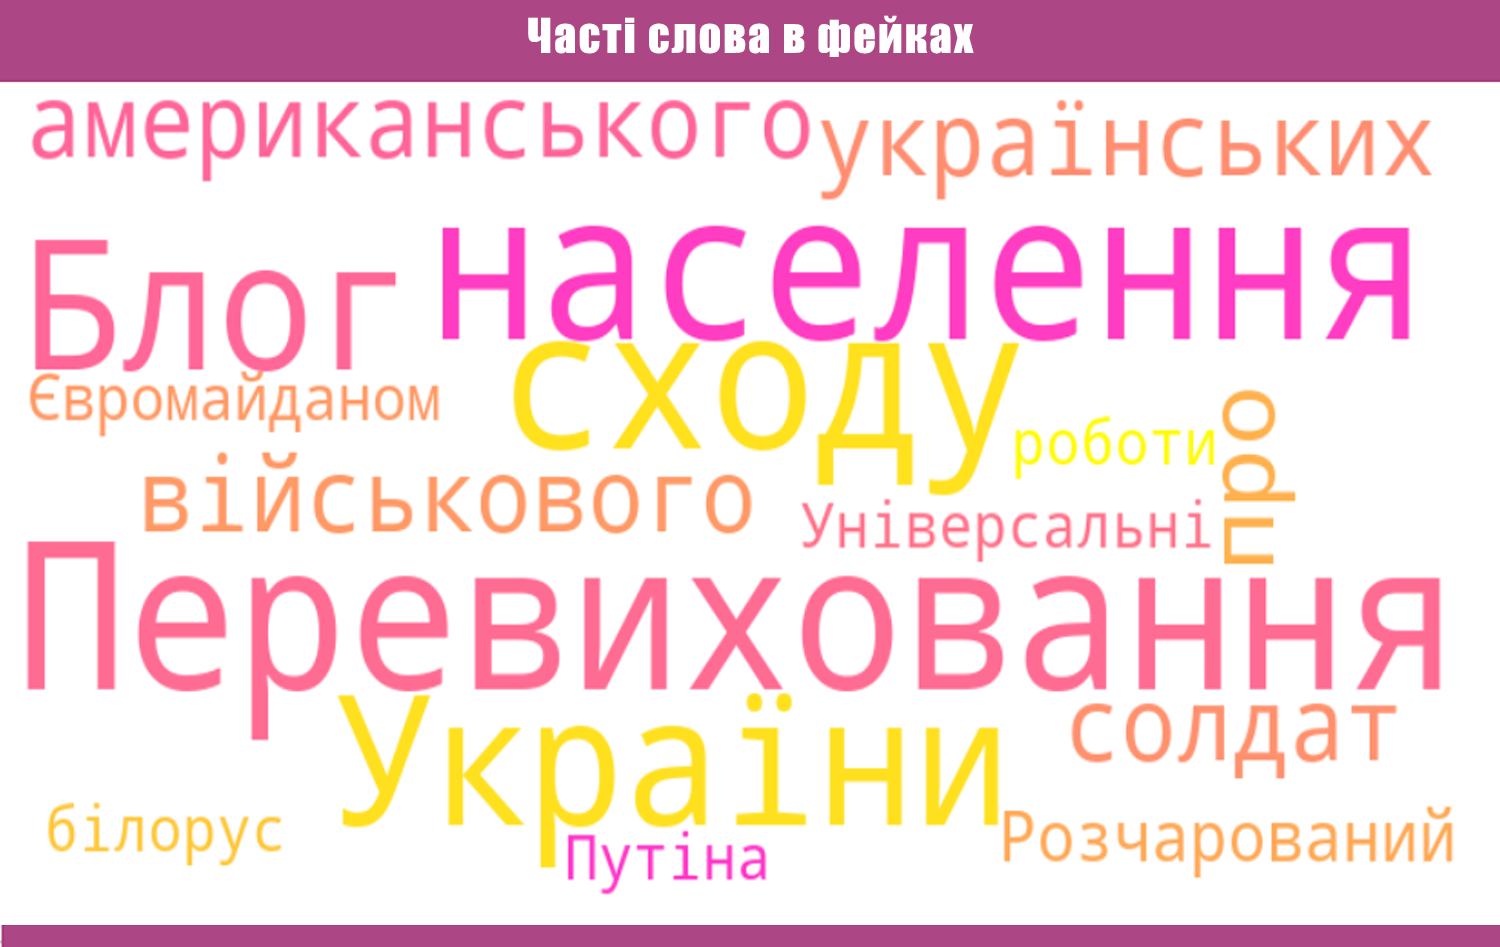 Часті слова в фейках
американського
українських
Блог
населення
сходу
Євромайданом
роботи
про
військового
Універсальні
Перевиховання
України
солдат
білорус
Путіна
Розчарований